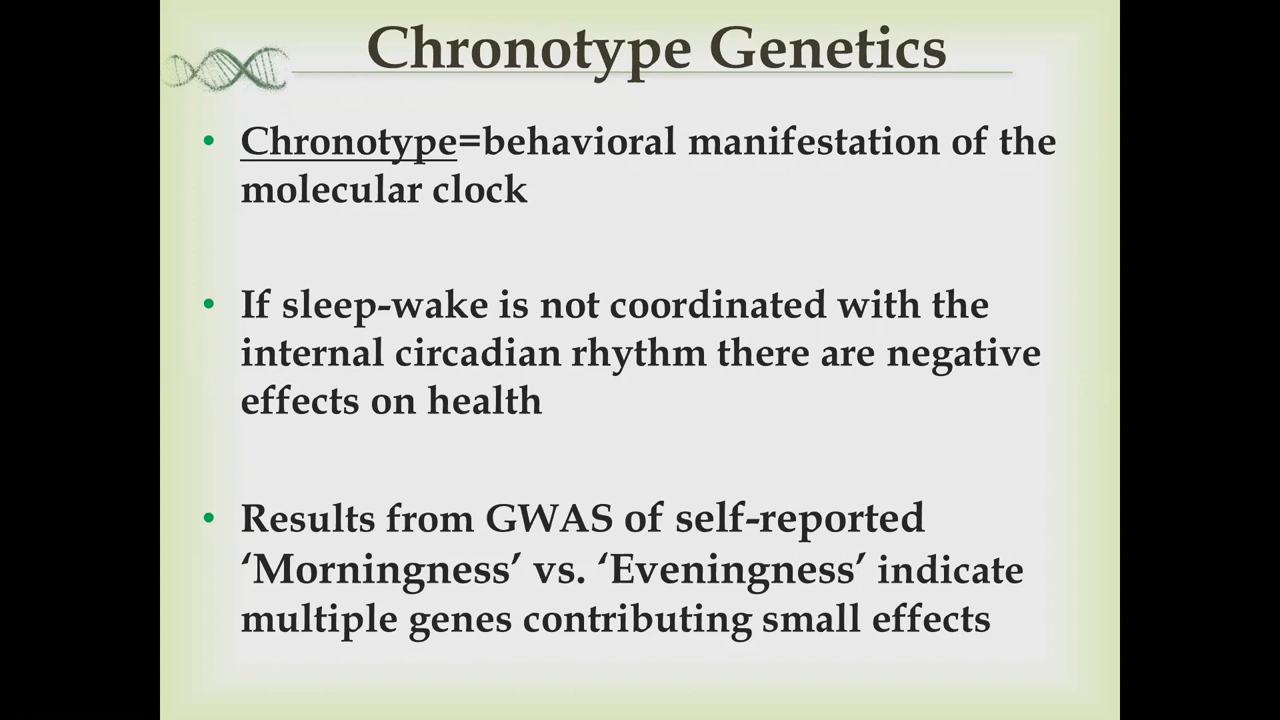 Chronotype Genetics
• Chronotype=behavioral manifestation of the
molecular clock
• If sleep-wake is not coordinated with the
internal circadian rhythm there are negative
effects on health
• Results from GWAS of self-reported
‘Morningness’ vs. ‘Eveningness’ indicate
multiple genes contributing small effects